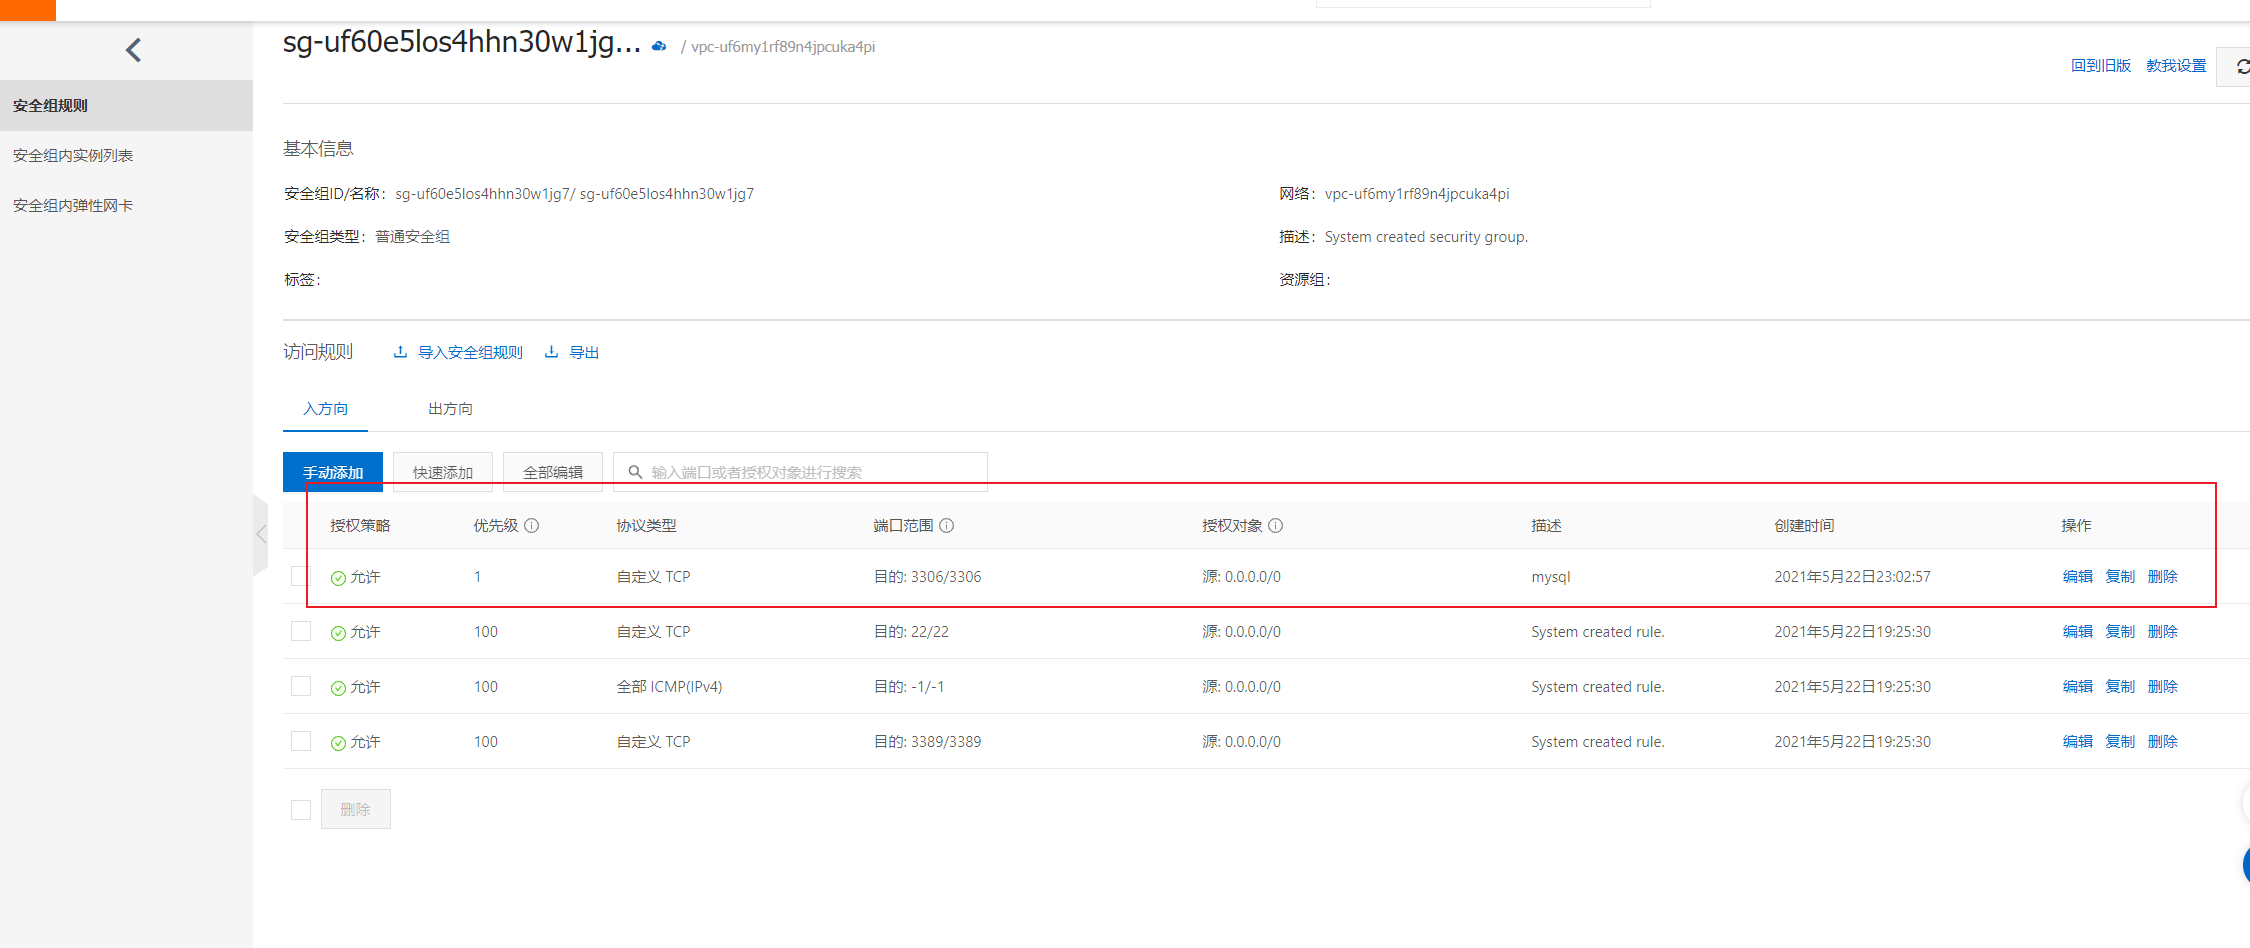 sg-uf60e5los4hhn30w1jg... / vpc-uf6my1rf89n4jpcuka4pi
回到旧版 教我设置
安全组规则
安全组内实例列表
安全组内弹性网卡
基本信息
安全组ID/名称: sg-uf60e5los4hhn30w1jg7/ sg-uf60e5los4hhn30w1jg7
网络: vpc-uf6my1rf89n4jpcuka4pi
安全组类型: 普通安全组
描述: System created security group.
标签:
资源组:
访问规则 导入安全组规则 导出
入方向 出方向
手动添加 快速添加 全部编辑 输入端口或者授权对象进行搜索
授权策略 优先级 协议类型 端口范围 授权对象 描述 创建时间 操作
允许 1 自定义 TCP 目的: 3306/3306 源: 0.0.0.0/0 mysql 2021年5月22日23:02:57 编辑 复制 删除
允许 100 自定义 TCP 目的: 22/22 源: 0.0.0.0/0 System created rule. 2021年5月22日19:25:30 编辑 复制 删除
允许 100 全部 ICMP(IPv4) 目的: -1/-1 源: 0.0.0.0/0 System created rule. 2021年5月22日19:25:30 编辑 复制 删除
允许 100 自定义 TCP 目的: 3389/3389 源: 0.0.0.0/0 System created rule. 2021年5月22日19:25:30 编辑 复制 删除
删除